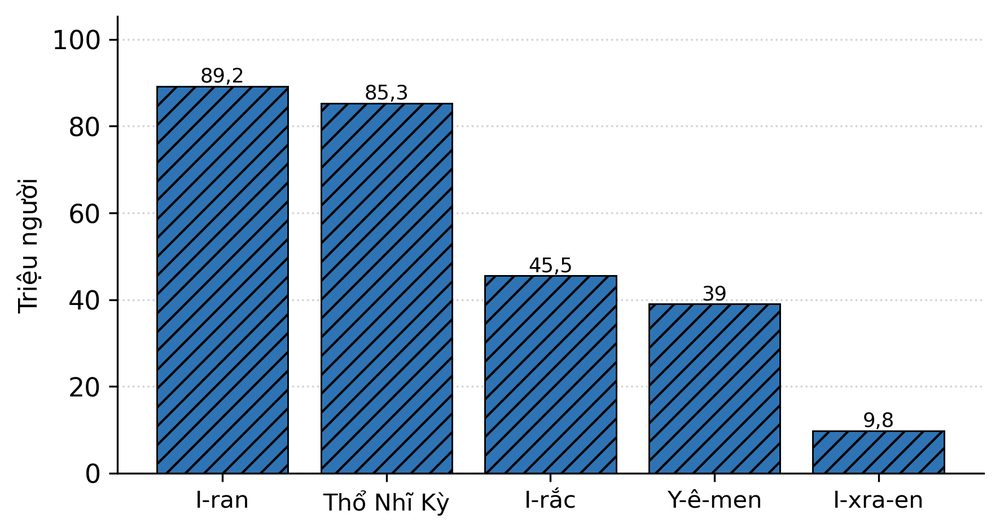 Triệu người
100
80
60
40
20
0
89,2
85,3
45,5
39
9,8
I-ran
Thổ Nhĩ Kỳ
I-rắc
Y-ê-men
I-xra-en